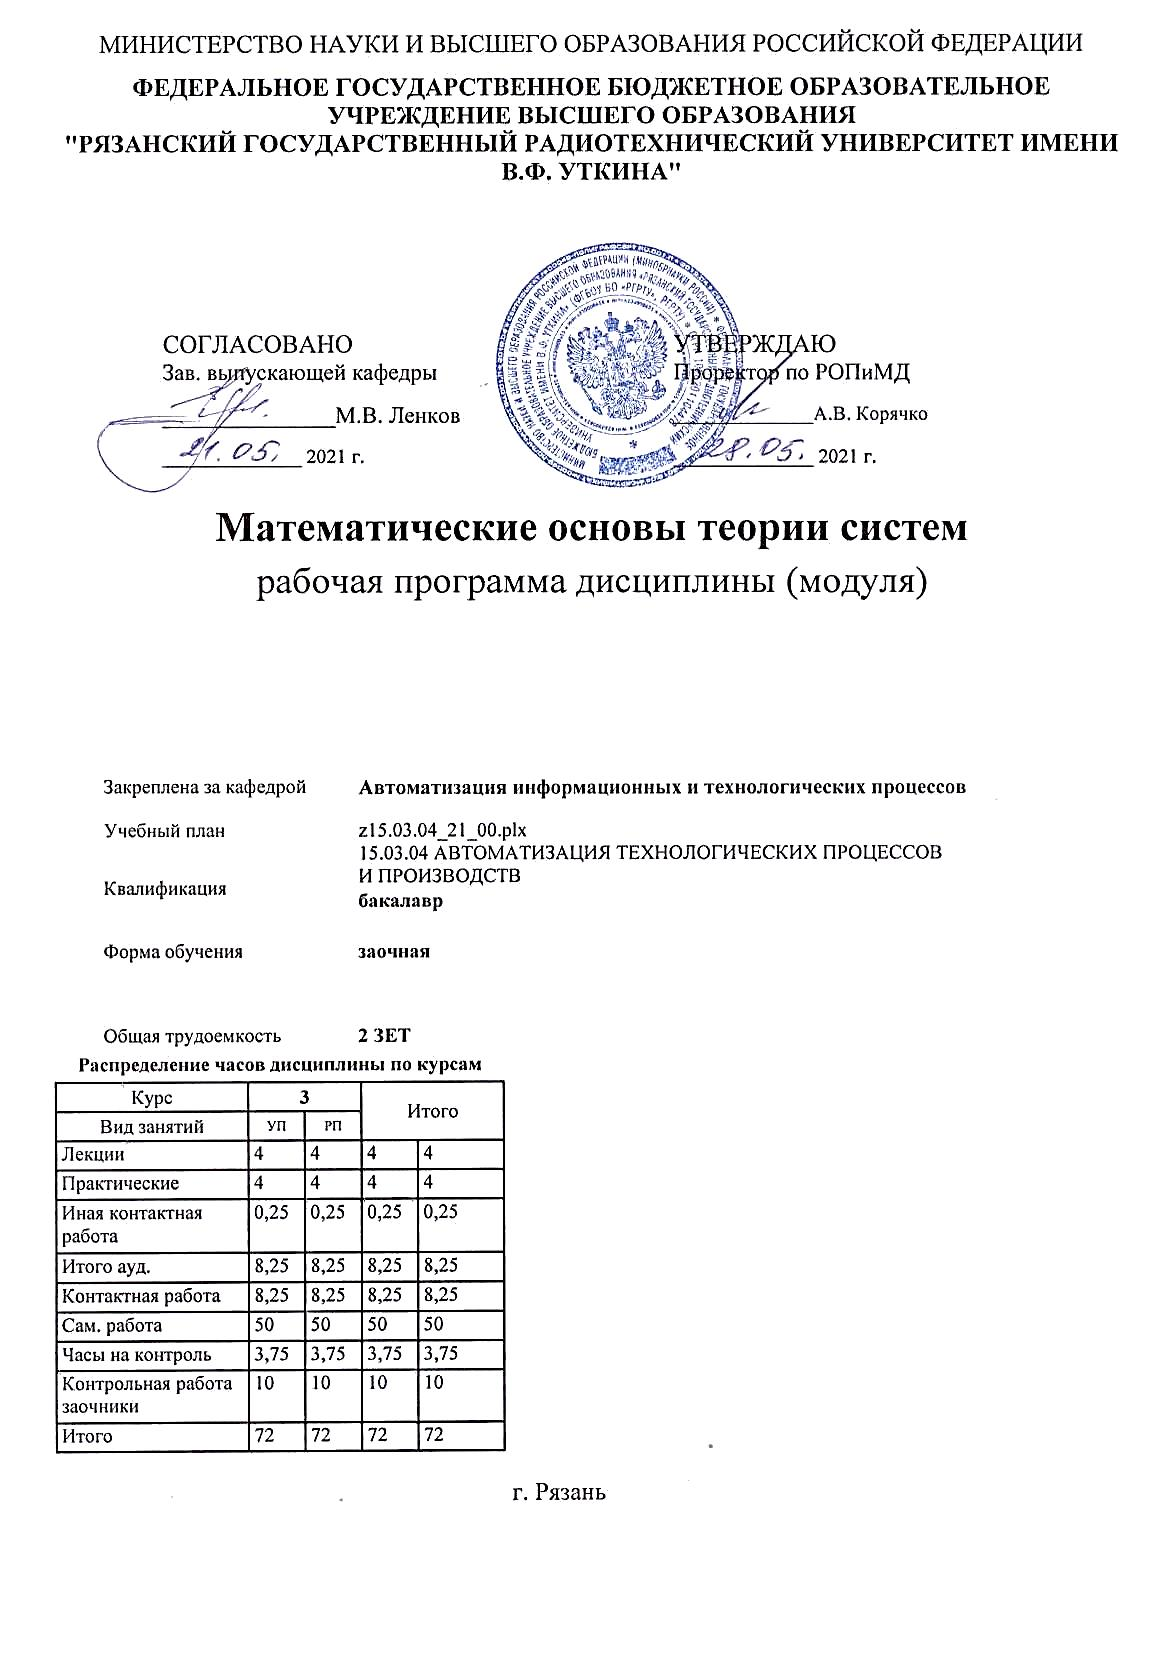 МИНИСТЕРСТВО НАУКИ И ВЫСШЕГО ОБРАЗОВАНИЯ РОССИЙСКОЙ ФЕДЕРАЦИИ
ФЕДЕРАЛЬНОЕ ГОСУДАРСТВЕННОЕ БЮДЖЕТНОЕ ОБРАЗОВАТЕЛЬНОЕ
УЧРЕЖДЕНИЕ ВЫСШЕГО ОБРАЗОВАНИЯ
"РЯЗАНСКИЙ ГОСУДАРСТВЕННЫЙ РАДИОТЕХНИЧЕСКИЙ УНИВЕРСИТЕТ ИМЕНИ
В.Ф. УТКИНА"
СОГЛАСОВАНО
Зав. выпускающей кафедры
М.В. Ленков
21.05. 2021 г.
УТВЕРЖДАЮ
Проректор по РОПиМД
А.В. Корячко
28.05. 2021 г.
Математические основы теории систем
рабочая программа дисциплины (модуля)
Закреплена за кафедрой Автоматизация информационных и технологических процессов
Учебный план z15.03.04_21_00.plx
15.03.04 АВТОМАТИЗАЦИЯ ТЕХНОЛОГИЧЕСКИХ ПРОЦЕССОВ
И ПРОИЗВОДСТВ
Квалификация бакалавр
Форма обучения заочная
Общая трудоемкость 2 ЗЕТ
Распределение часов дисциплины по курсам
Курс 3 Итого
Вид занятий УП РП
Лекции 4 4 4 4
Практические 4 4 4 4
Иная контактная
работа 0,25 0,25 0,25 0,25
Итого ауд. 8,25 8,25 8,25 8,25
Контактная работа 8,25 8,25 8,25 8,25
Сам. работа 50 50 50 50
Часы на контроль 3,75 3,75 3,75 3,75
Контрольная работа
заочники 10 10 10 10
Итого 72 72 72 72
г. Рязань